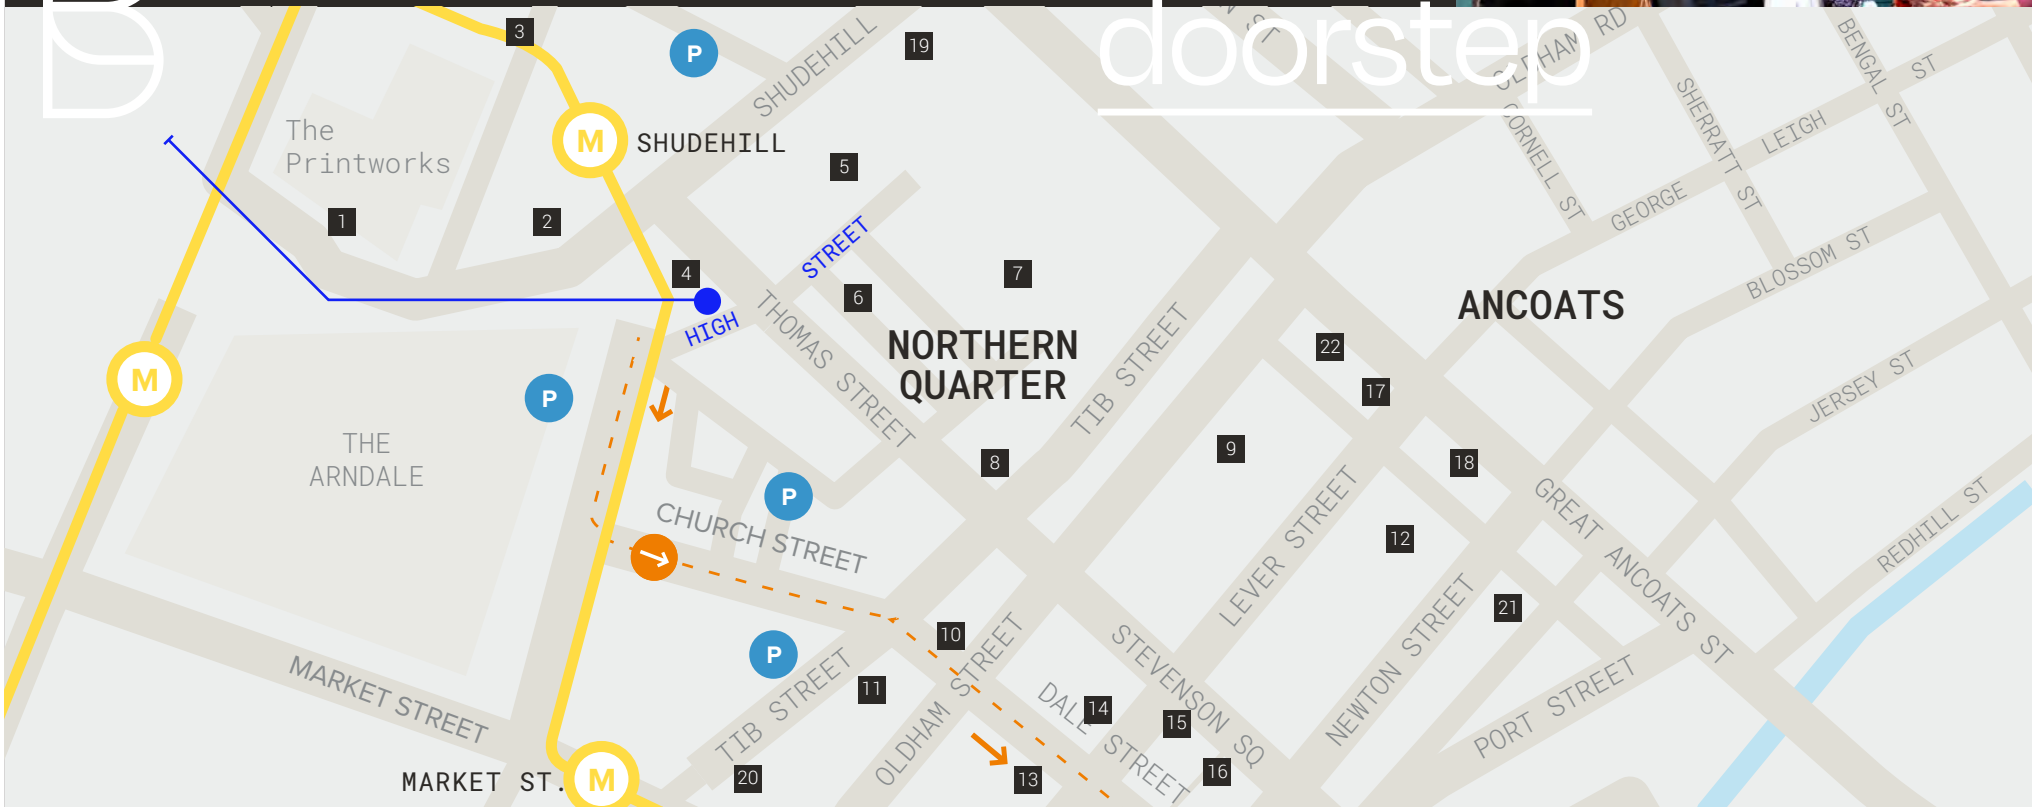 doorstep
3
P
19
SHUDEHILL
OLDHAM RD
BENGAL ST
ST
M
SHUDEHILL
The
Printworks
5
CORNELL ST
SHERRATT ST
LEIGH
GEORGE
1
2
STREET
HIGH
4
6
7
BLOSSOM ST
ANCOATS
THOMAS STREET
NORTHERN
QUARTER
TIB STREET
22
17
JERSEY ST
M
P
THE
ARNDALE
8
9
18
P
CHURCH STREET
LEVER STREET
GREAT ANCOATS ST
REDHILL ST
12
21
10
P
11
STEVENSON SQ
NEWTON STREET
PORT STREET
MARKET STREET
TIB STREET
OLDHAM STREET
DALE STREET
14
15
16
13
20
MARKET ST.
M